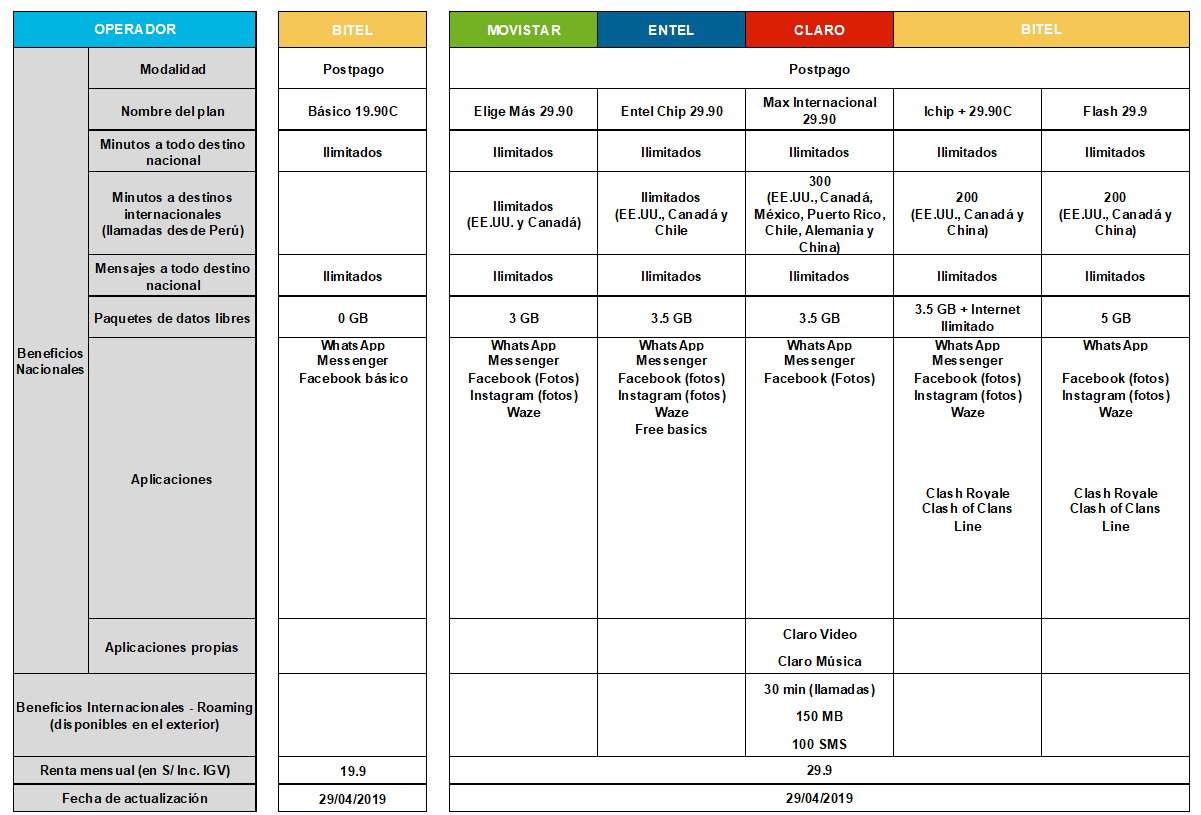 OPERADOR BITEL MOVISTAR ENTEL CLARO BITEL
Modalidad Postpago Postpago
Nombre del plan Básico 19.90C Elige Más 29.90 Entel Chip 29.90 Max Internacional 29.90 Ichip + 29.90C Flash 29.9
Minutos a todo destino nacional Ilimitados Ilimitados Ilimitados Ilimitados Ilimitados Ilimitados
Minutos a destinos internacionales (llamadas desde Perú) Ilimitados (EE.UU. y Canadá) Ilimitados (EE.UU., Canadá y Chile 300 (EE.UU., Canadá, México, Puerto Rico, Chile, Alemania y China) 200 (EE.UU., Canadá y China) 200 (EE.UU., Canadá y China)
Mensajes a todo destino nacional Ilimitados Ilimitados Ilimitados Ilimitados Ilimitados Ilimitados
Paquetes de datos libres 0 GB 3 GB 3.5 GB 3.5 GB 3.5 GB + Internet Ilimitado 5 GB
Beneficios Nacionales
Aplicaciones
WhatsApp WhatsApp WhatsApp WhatsApp WhatsApp WhatsApp
Messenger Messenger Messenger Messenger Messenger
Facebook básico Facebook (Fotos) Facebook (fotos) Facebook (Fotos) Facebook (fotos) Facebook (fotos)
Instagram (fotos) Instagram (fotos) Instagram (fotos) Instagram (fotos)
Waze Waze Waze Waze
Free basics
Clash Royale Clash Royale
Clash of Clans Clash of Clans
Line Line
Aplicaciones propias Claro Video
Claro Música
Beneficios Internacionales - Roaming (disponibles en el exterior) 30 min (llamadas)
150 MB
100 SMS
Renta mensual (en S/ Inc. IGV) 19.9 29.9
Fecha de actualización 29/04/2019 29/04/2019